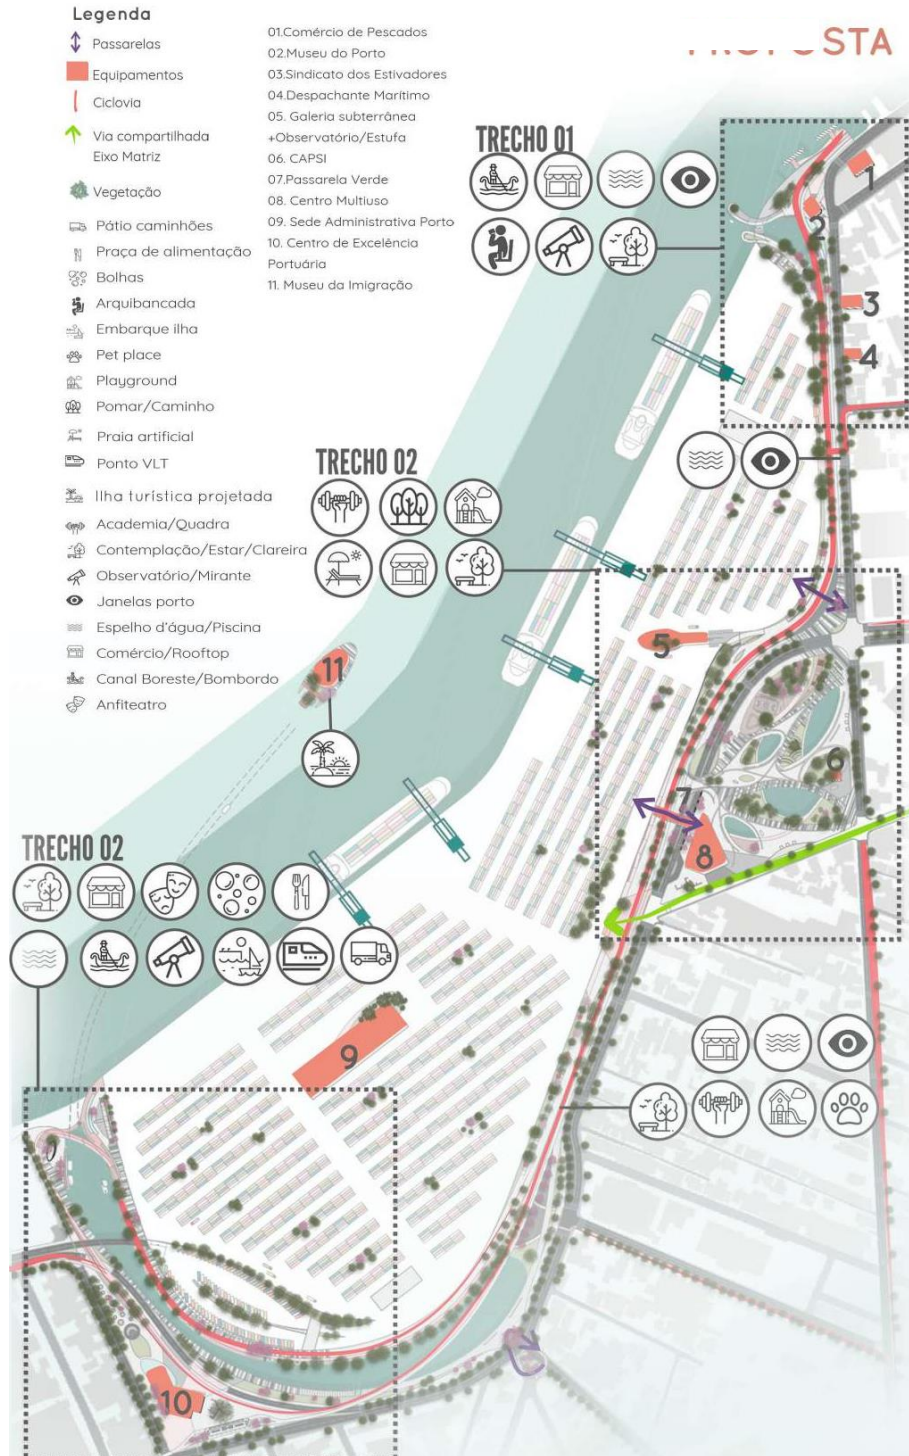 Legenda
Passarelas
Equipamentos
Ciclovia
Via compartilhada
Eixo Matriz
Vegetação
Pátio caminhões
Praça de alimentação
Bolhas
Arquibancada
Embarque ilha
Pet place
Playground
Pomar/Caminho
Praia artificial
Ponto VLT
Ilha turística projetada
Academia/Quadra
Contemplação/Estar/Clareira
Observatório/Mirante
Janelas porto
Espelho d'água/Piscina
Comércio/Rooftop
Canal Boreste/Bombordo
Anfiteatro
01.Comércio de Pescados
02.Museu do Porto
03.Sindicato dos Estivadores
04.Despachante Marítimo
05. Galeria subterrânea
+Observatório/Estufa
06. CAPSI
07.Passarela Verde
08. Centro Multiuso
09. Sede Administrativa Porto
10. Centro de Excelência
Portuária
11. Museu da Imigração
PROPOSTA
TRECHO 01
1
2
3
4
TRECHO 02
5
11
6
7
8
TRECHO 02
9
10